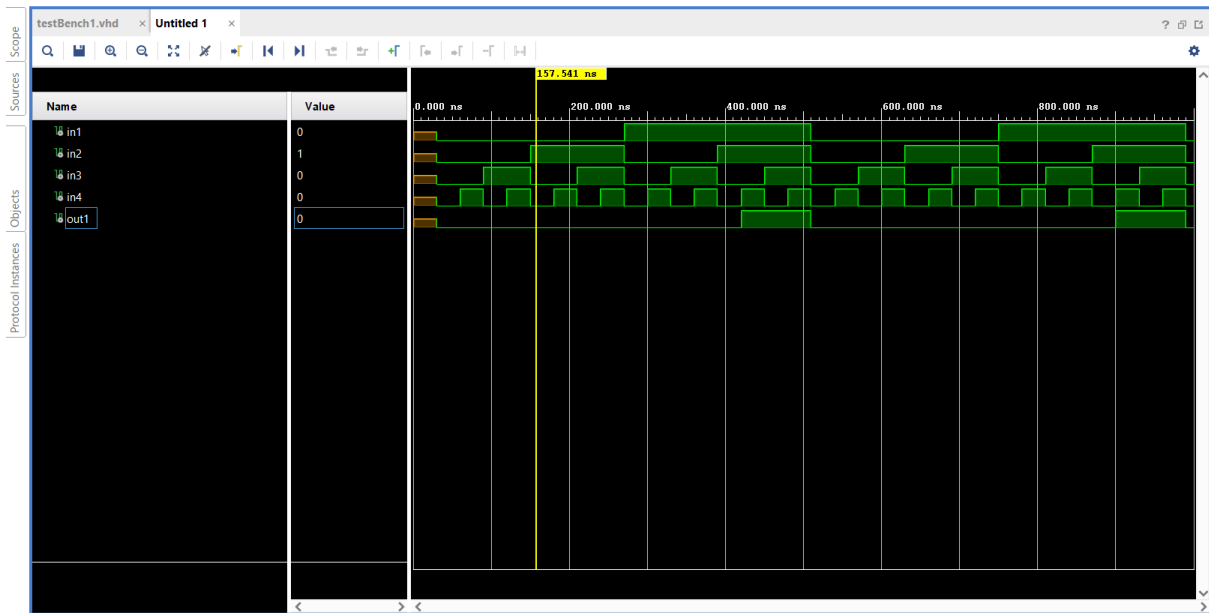 testBench1.vhd × Untitled 1 ×
?
157.541 ns
Name Value
0.000 ns 200.000 ns 400.000 ns 600.000 ns 800.000 ns
in1 0
in2 1
in3 0
in4 0
out1 0
Scope
Sources
Objects
Protocol Instances